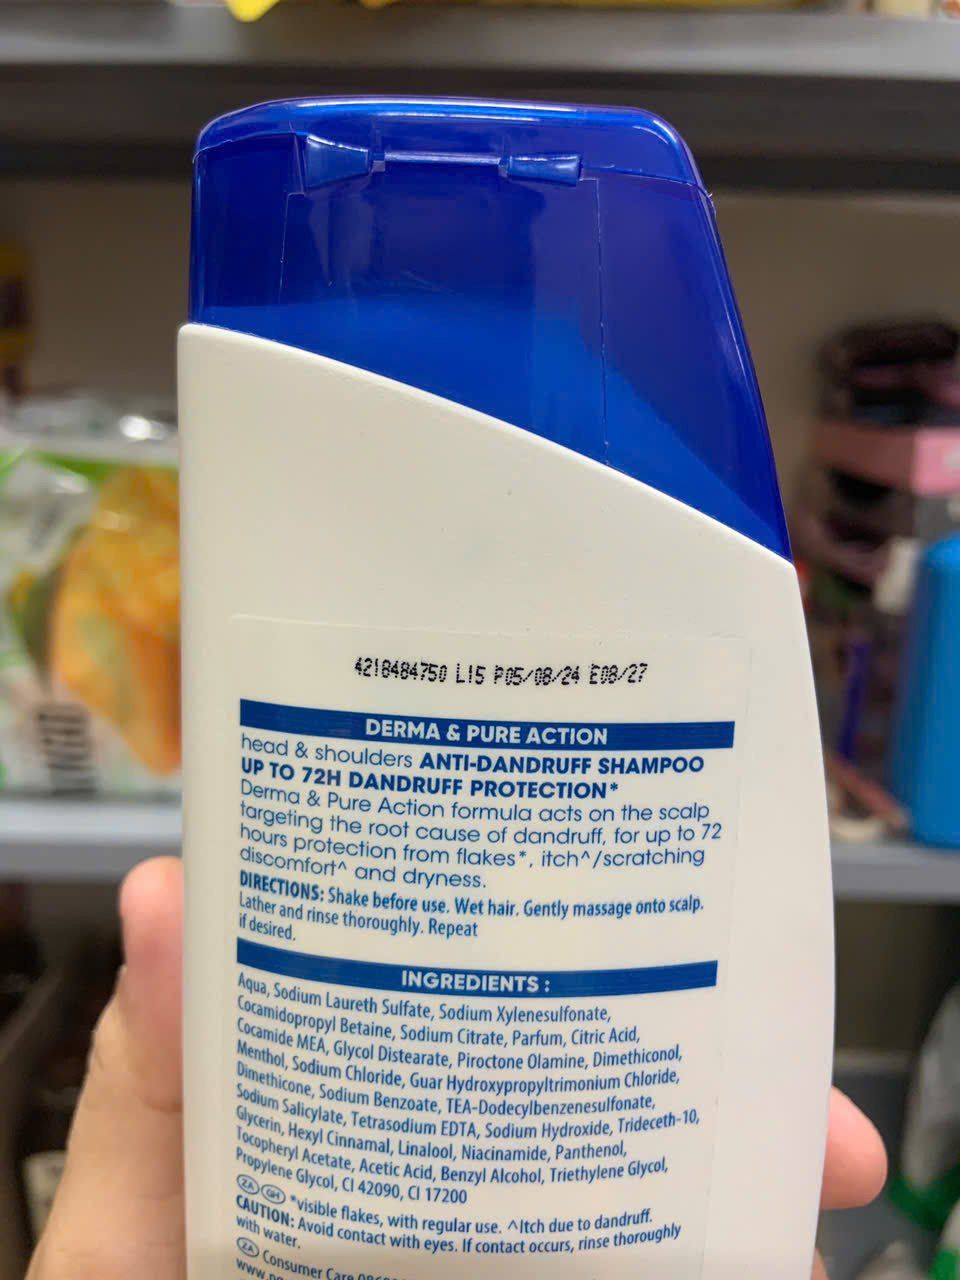 4218484750 L15 P05/08/24 E08/27
DERMA & PURE ACTION
head & shoulders ANTI-DANDRUFF SHAMPOO
UP TO 72H DANDRUFF PROTECTION*
Derma & Pure Action formula acts on the scalp
targeting the root cause of dandruff, for up to 72
hours protection from flakes*, itch^/scratching
discomfort^ and dryness.
DIRECTIONS: Shake before use. Wet hair. Gently massage onto scalp.
Lather and rinse thoroughly. Repeat
if desired.
INGREDIENTS :
Aqua, Sodium Laureth Sulfate, Sodium Xylenesulfonate,
Cocamidopropyl Betaine, Sodium Citrate, Parfum, Citric Acid,
Cocamide MEA, Glycol Distearate, Piroctone Olamine, Dimethiconol,
Menthol, Sodium Chloride, Guar Hydroxypropyltrimonium Chloride,
Dimethicone, Sodium Benzoate, TEA-Dodecylbenzenesulfonate,
Sodium Salicylate, Tetrasodium EDTA, Sodium Hydroxide, Trideceth-10,
Glycerin, Hexyl Cinnamal, Linalool, Niacinamide, Panthenol,
Tocopheryl Acetate, Acetic Acid, Benzyl Alcohol, Triethylene Glycol,
Propylene Glycol, CI 42090, CI 17200
ZA GH *visible flakes, with regular use. ^Itch due to dandruff.
CAUTION: Avoid contact with eyes. If contact occurs, rinse thoroughly
with water.
ZA Consumer Care